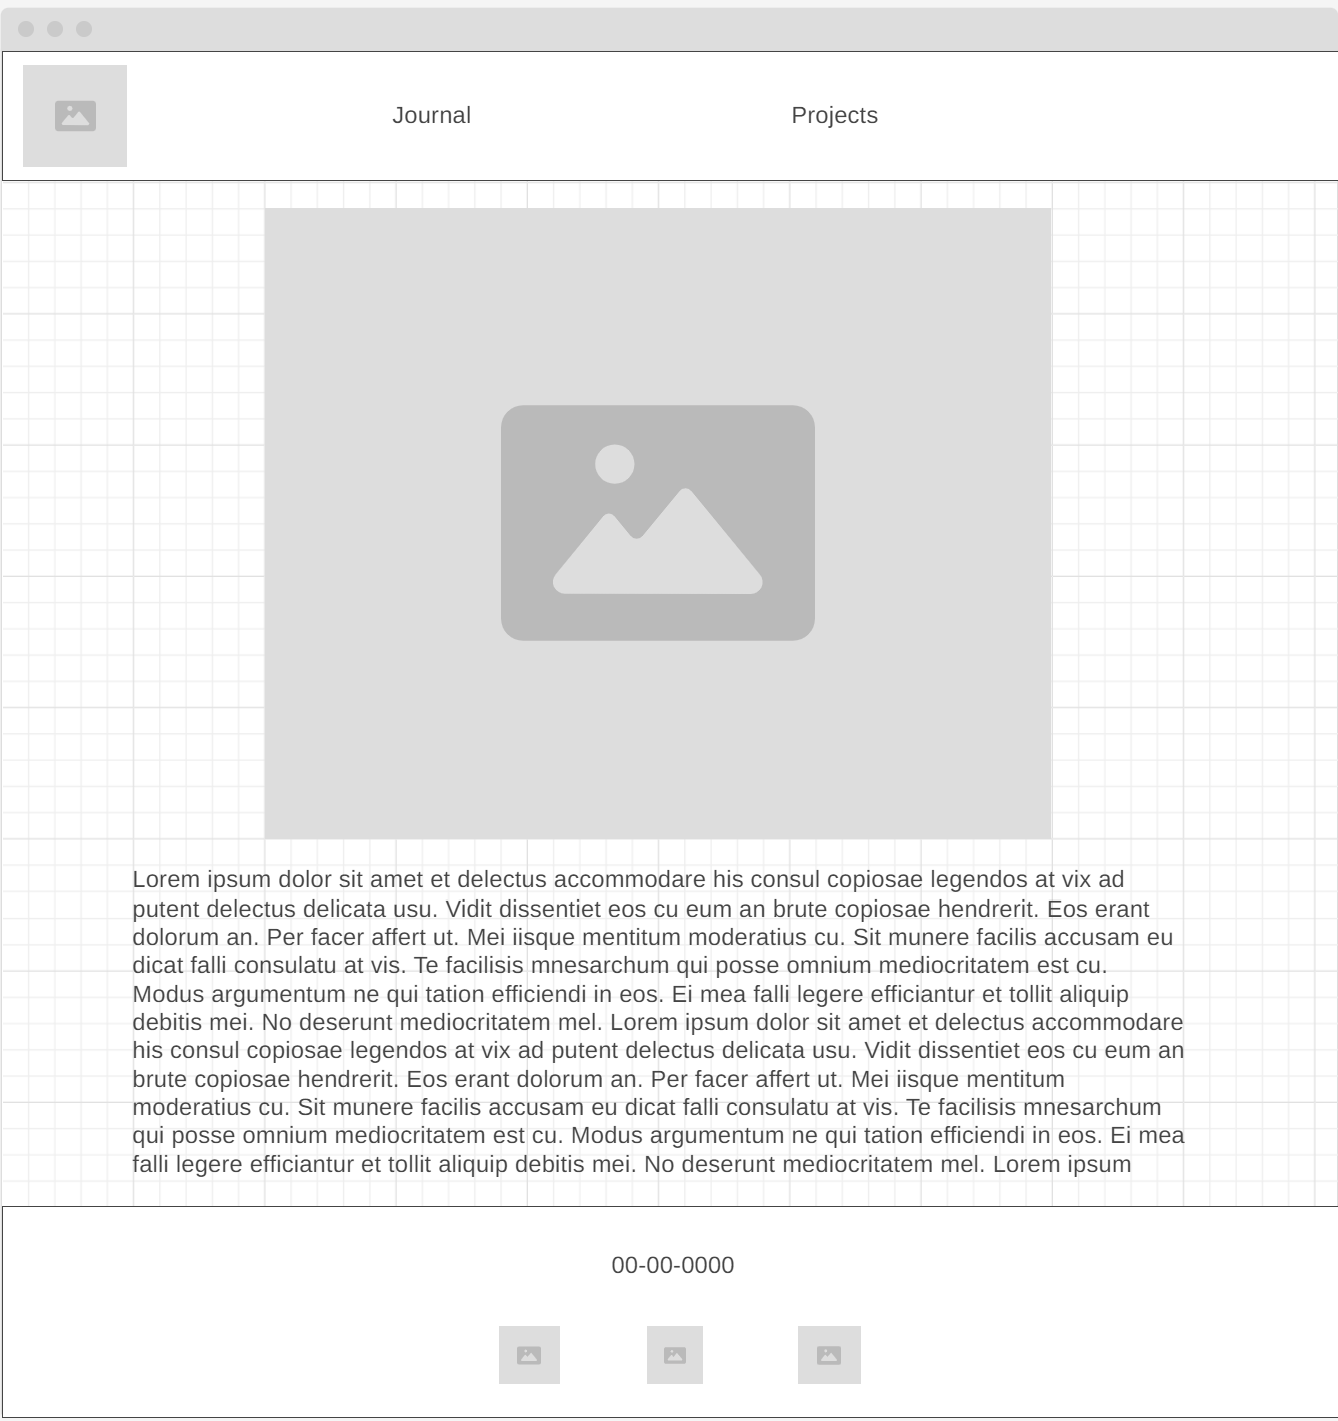 Journal
Projects
Lorem ipsum dolor sit amet et delectus accommodare his consul copiosae legendos at vix ad
putent delectus delicata usu. Vidit dissentiet eos cu eum an brute copiosae hendrerit. Eos erant
dolorum an. Per facer affert ut. Mei iisque mentitum moderatius cu. Sit munere facilis accusam eu
dicat falli consulatu at vis. Te facilisis mnesarchum qui posse omnium mediocritatem est cu.
Modus argumentum ne qui tation efficiendi in eos. Ei mea falli legere efficiantur et tollit aliquip
debitis mei. No deserunt mediocritatem mel. Lorem ipsum dolor sit amet et delectus accommodare
his consul copiosae legendos at vix ad putent delectus delicata usu. Vidit dissentiet eos cu eum an
brute copiosae hendrerit. Eos erant dolorum an. Per facer affert ut. Mei iisque mentitum
moderatius cu. Sit munere facilis accusam eu dicat falli consulatu at vis. Te facilisis mnesarchum
qui posse omnium mediocritatem est cu. Modus argumentum ne qui tation efficiendi in eos. Ei mea
falli legere efficiantur et tollit aliquip debitis mei. No deserunt mediocritatem mel. Lorem ipsum
00-00-0000